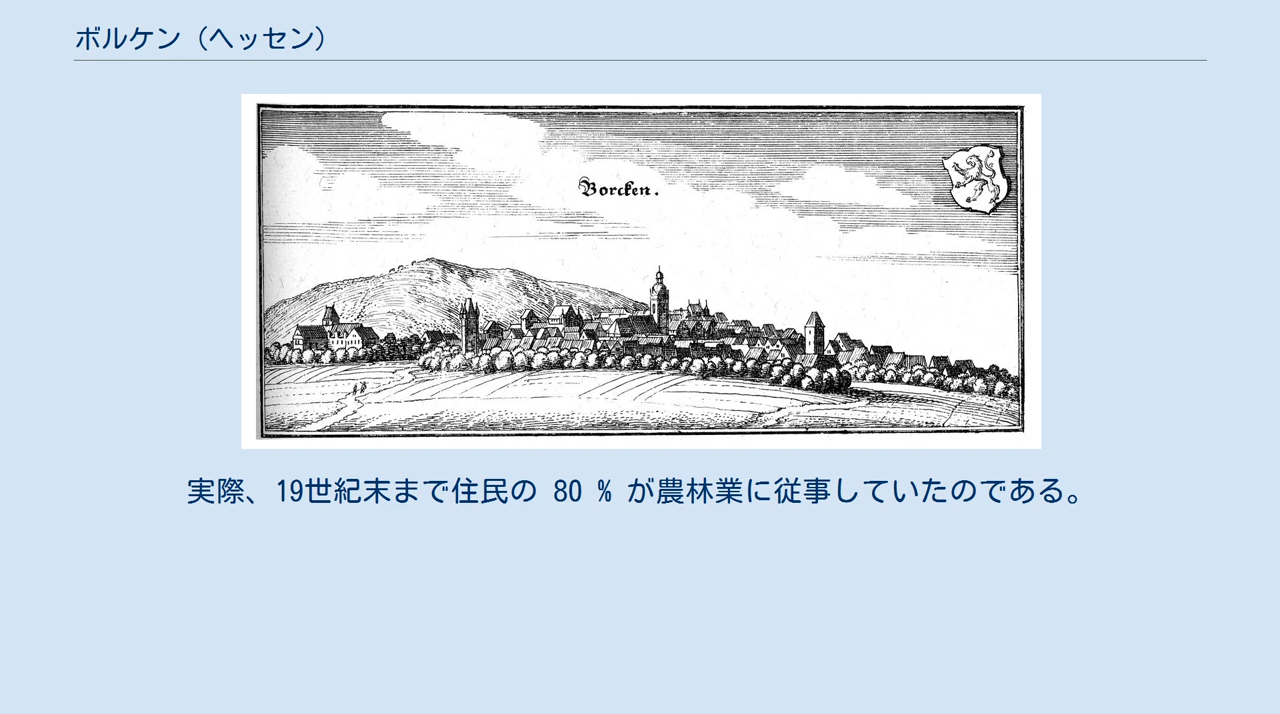 ボルケン（ヘッセン）
Borcken.
実際、19世紀末まで住民の 80 % が農林業に従事していたのである。